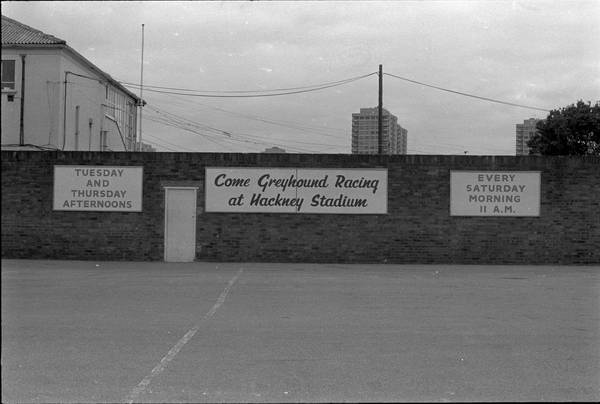 TUESDAY
AND
THURSDAY
AFTERNOONS
Come Greyhound Racing
at Hackney Stadium
EVERY
SATURDAY
MORNING
11 A.M.